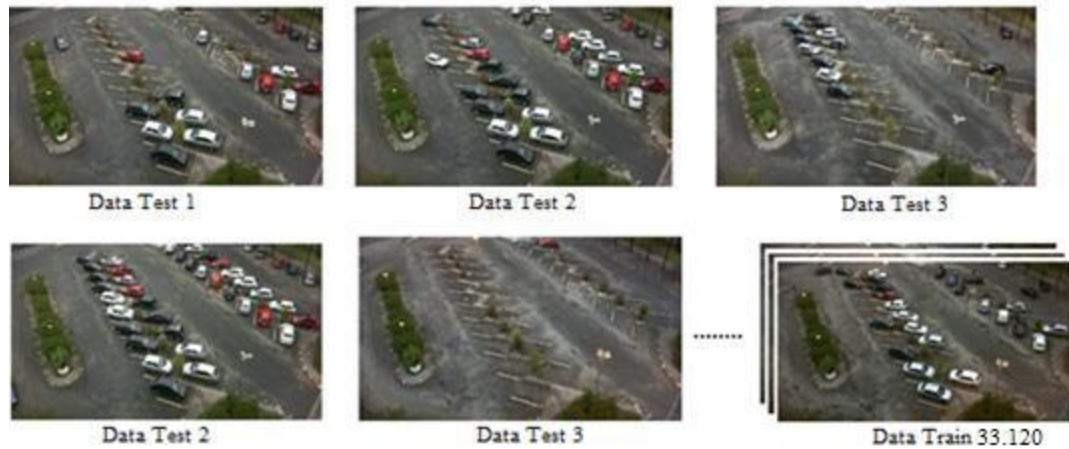 Data Test 1
Data Test 2
Data Test 3
Data Test 2
Data Test 3
........
Data Train 33.120